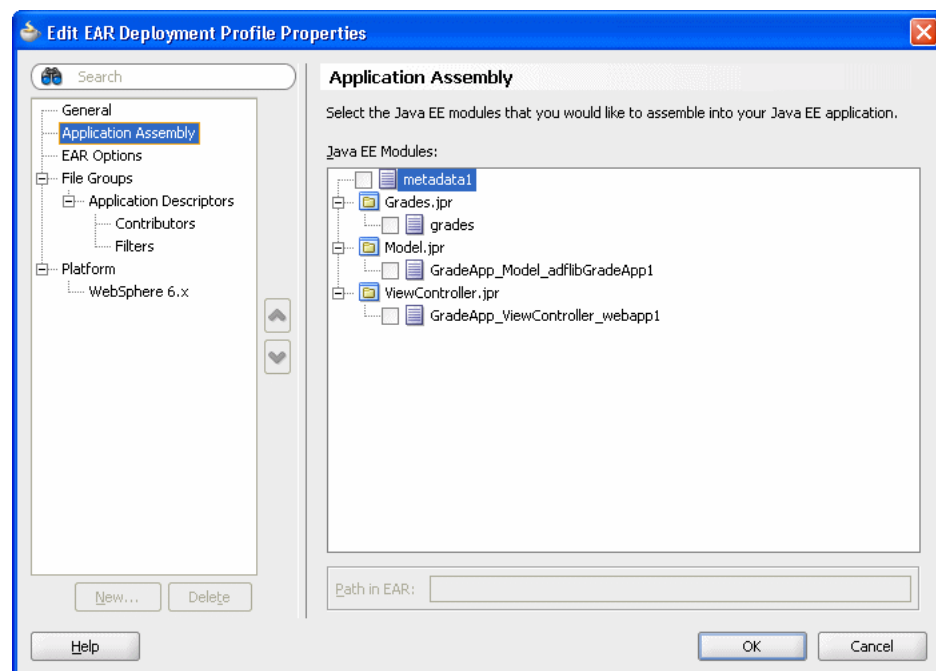 Edit EAR Deployment Profile Properties
Search
General
Application Assembly
EAR Options
File Groups
Application Descriptors
Contributors
Filters
Platform
WebSphere 6.x
New...
Delete
Application Assembly
Select the Java EE modules that you would like to assemble into your Java EE application.
Java EE Modules:
metadata1
Grades.jpr
grades
Model.jpr
GradeApp_Model_adflibGradeApp1
ViewController.jpr
GradeApp_ViewController_webapp1
Path in EAR:
Help
OK
Cancel